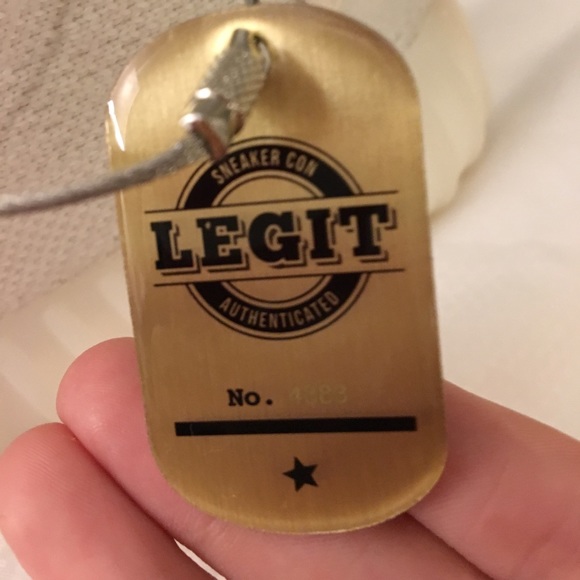 SNEAKER CON
LEGIT
AUTHENTICATED
No.